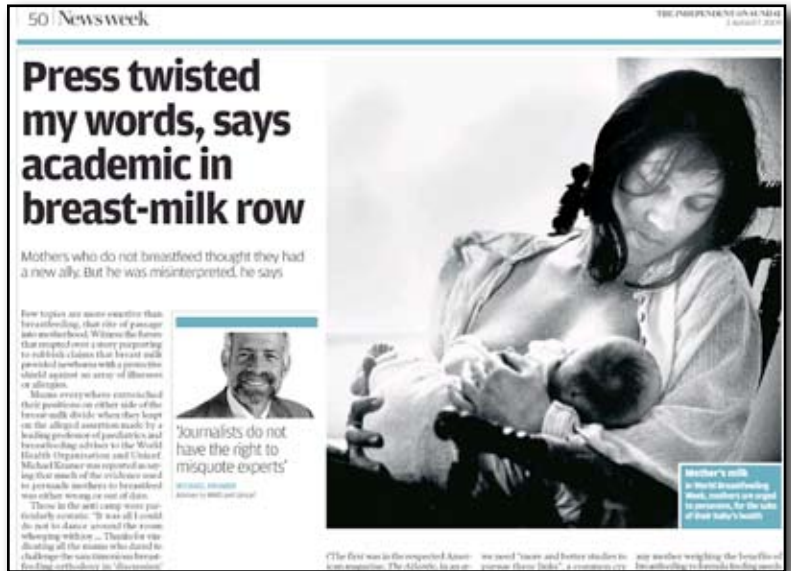 50 Newsweek
THE INDEPENDENT ON SUNDAY
2 AUGUST 2009
Press twisted
my words, says
academic in
breast-milk row
Mothers who do not breastfeed thought they had
a new ally. But he was misinterpreted, he says
Few topics are more emotive than
breastfeeding, that rite of passage
into motherhood. Witness the furore
that erupted over a story purporting
to rubbish claims that breast milk
provided newborns with a protective
shield against an array of illnesses
or allergies.
Mums everywhere entrenched
their positions on either side of the
breast-milk divide when they leapt
on the alleged assertion made by a
leading professor of paediatrics and
breastfeeding adviser to the World
Health Organisation and Unicef.
Michael Kramer was reported as say-
ing that much of the evidence used
to persuade mothers to breastfeed
was either wrong or out of date.
Those in the anti camp were par-
ticularly ecstatic. "It was all I could
do not to dance around the room
whooping with joy ... Thanks for vin-
dicating all the mums who dared to
challenge the sanctimonious breast-
feeding orthodoxy in 'discussion'
'Journalists do not
have the right to
misquote experts'
MICHAEL KRAMER
Adviser to WHO and Unicef
Mother's milk
In World Breastfeeding
Week, mothers are urged
to persevere, for the sake
of their baby's health
(The first was in the respected Amer-
ican magazine, The Atlantic, in an ar-
we need "more and better studies to
pursue these links", a common cry
any mother weighing the benefits of
breastfeeding to formula feeding needs